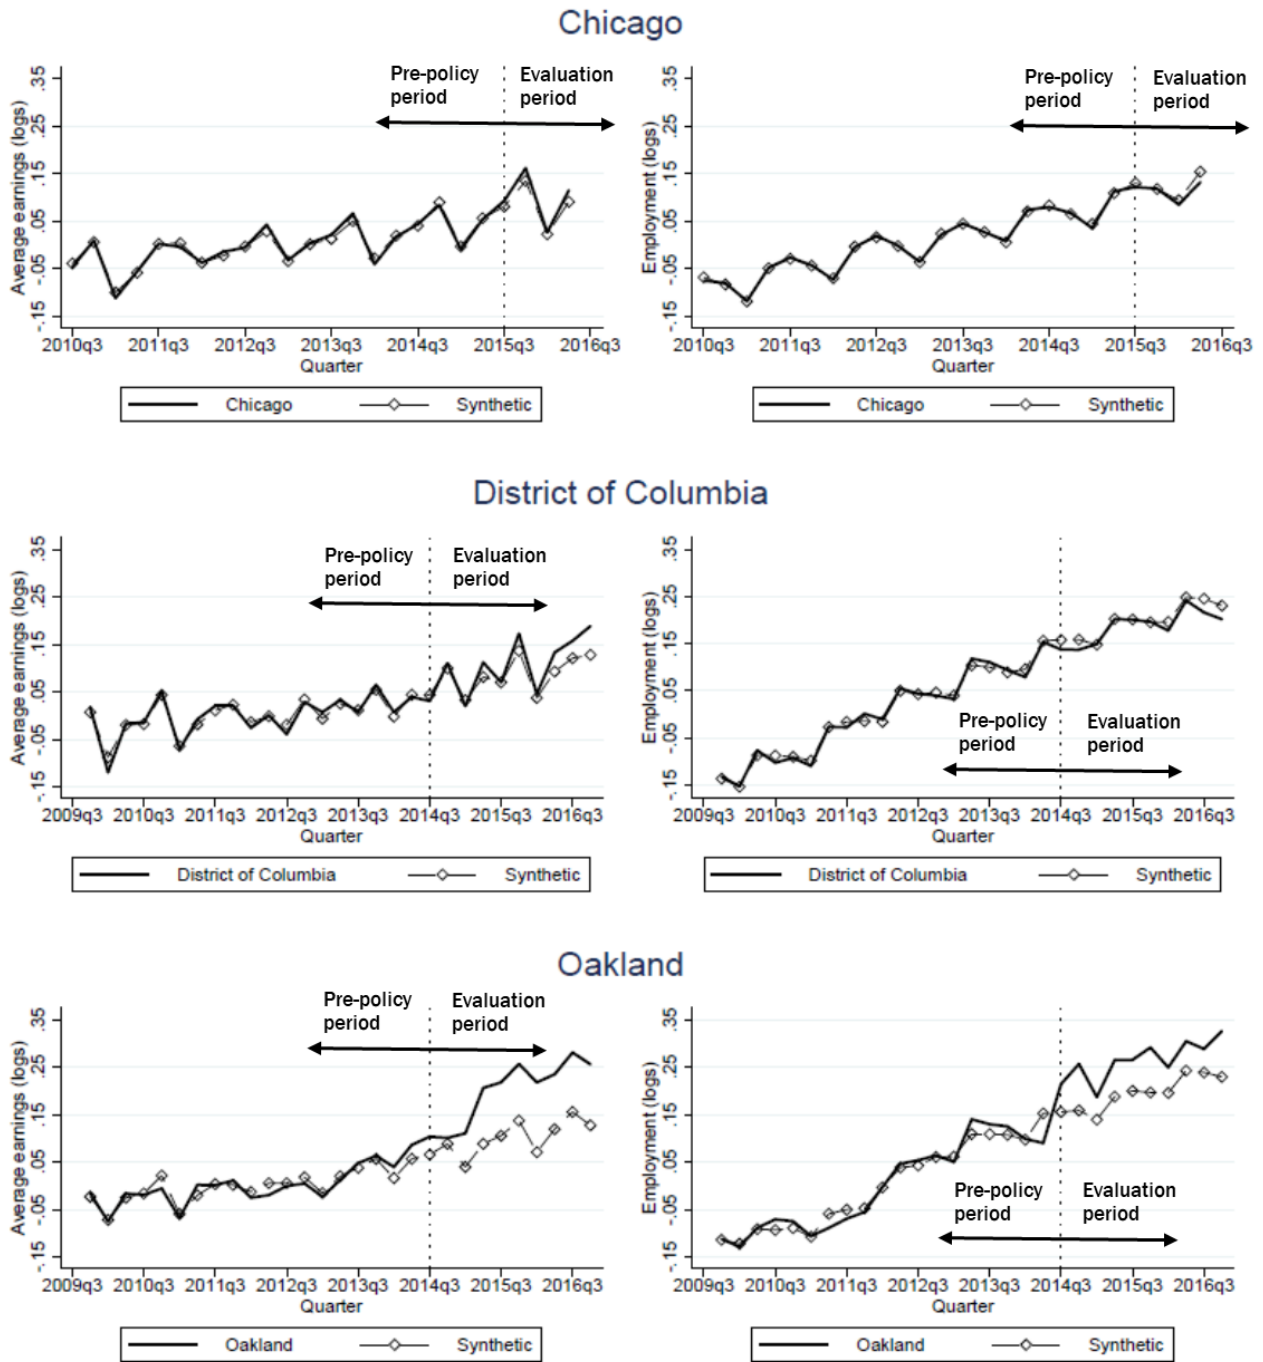 Chicago
Average earnings (logs)
.35
.25
.15
.05
-.05
-.15
Pre-policy
period
Evaluation
period
2010q3 2011q3 2012q3 2013q3 2014q3 2015q3 2016q3
Quarter
Chicago Synthetic
Employment (logs)
.35
.25
.15
.05
-.05
-.15
Pre-policy
period
Evaluation
period
2010q3 2011q3 2012q3 2013q3 2014q3 2015q3 2016q3
Quarter
Chicago Synthetic
District of Columbia
Average earnings (logs)
.35
.25
.15
.05
-.05
-.15
Pre-policy
period
Evaluation
period
2009q3 2010q3 2011q3 2012q3 2013q3 2014q3 2015q3 2016q3
Quarter
District of Columbia Synthetic
Employment (logs)
.35
.25
.15
.05
-.05
-.15
Pre-policy
period
Evaluation
period
2009q3 2010q3 2011q3 2012q3 2013q3 2014q3 2015q3 2016q3
Quarter
District of Columbia Synthetic
Oakland
Average earnings (logs)
.35
.25
.15
.05
-.05
-.15
Pre-policy
period
Evaluation
period
2009q3 2010q3 2011q3 2012q3 2013q3 2014q3 2015q3 2016q3
Quarter
Oakland Synthetic
Employment (logs)
.35
.25
.15
.05
-.05
-.15
Pre-policy
period
Evaluation
period
2009q3 2010q3 2011q3 2012q3 2013q3 2014q3 2015q3 2016q3
Quarter
Oakland Synthetic